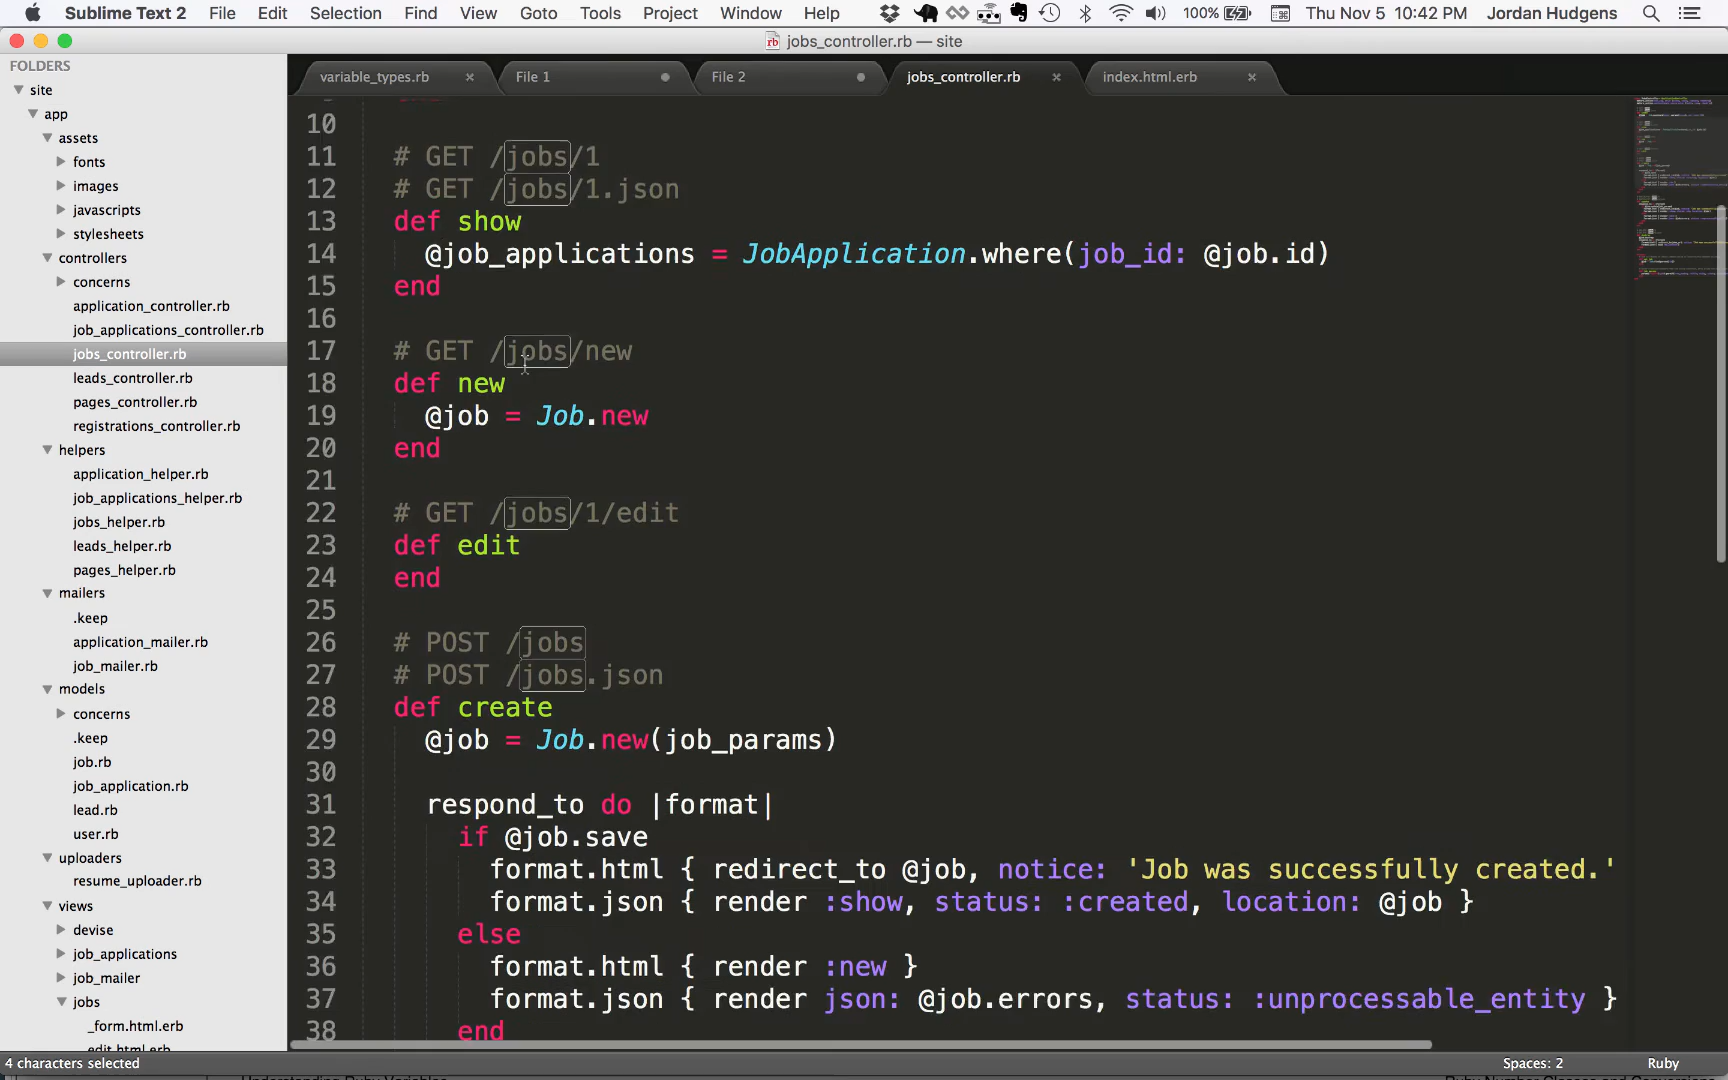 Sublime Text 2 File Edit Selection Find View Goto Tools Project Window Help 100% Thu Nov 5 10:42 PM Jordan Hudgens
jobs_controller.rb — site
FOLDERS
site
app
assets
fonts
images
javascripts
stylesheets
controllers
concerns
application_controller.rb
job_applications_controller.rb
jobs_controller.rb
leads_controller.rb
pages_controller.rb
registrations_controller.rb
helpers
application_helper.rb
job_applications_helper.rb
jobs_helper.rb
leads_helper.rb
pages_helper.rb
mailers
.keep
application_mailer.rb
job_mailer.rb
models
concerns
.keep
job.rb
job_application.rb
lead.rb
user.rb
uploaders
resume_uploader.rb
views
devise
job_applications
job_mailer
jobs
_form.html.erb
edit.html.erb
variable_types.rb × File 1 File 2 jobs_controller.rb × index.html.erb ×
10
11 # GET /jobs/1
12 # GET /jobs/1.json
13 def show
14 @job_applications = JobApplication.where(job_id: @job.id)
15 end
16
17 # GET /jobs/new
18 def new
19 @job = Job.new
20 end
21
22 # GET /jobs/1/edit
23 def edit
24 end
25
26 # POST /jobs
27 # POST /jobs.json
28 def create
29 @job = Job.new(job_params)
30
31 respond_to do |format|
32 if @job.save
33 format.html { redirect_to @job, notice: 'Job was successfully created.'
34 format.json { render :show, status: :created, location: @job }
35 else
36 format.html { render :new }
37 format.json { render json: @job.errors, status: :unprocessable_entity }
38 end
4 characters selected Spaces: 2 Ruby